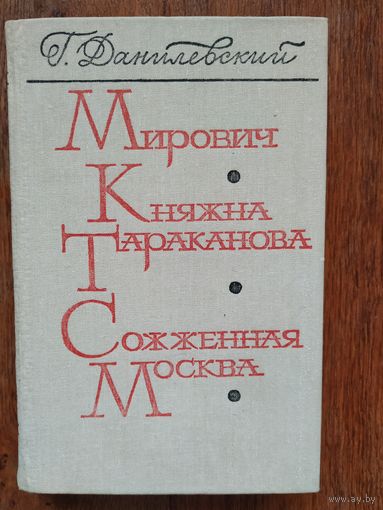 Г. Данилевский
Мирович
Княжна
Тараканова
Сожженная
Москва
www.ay.by